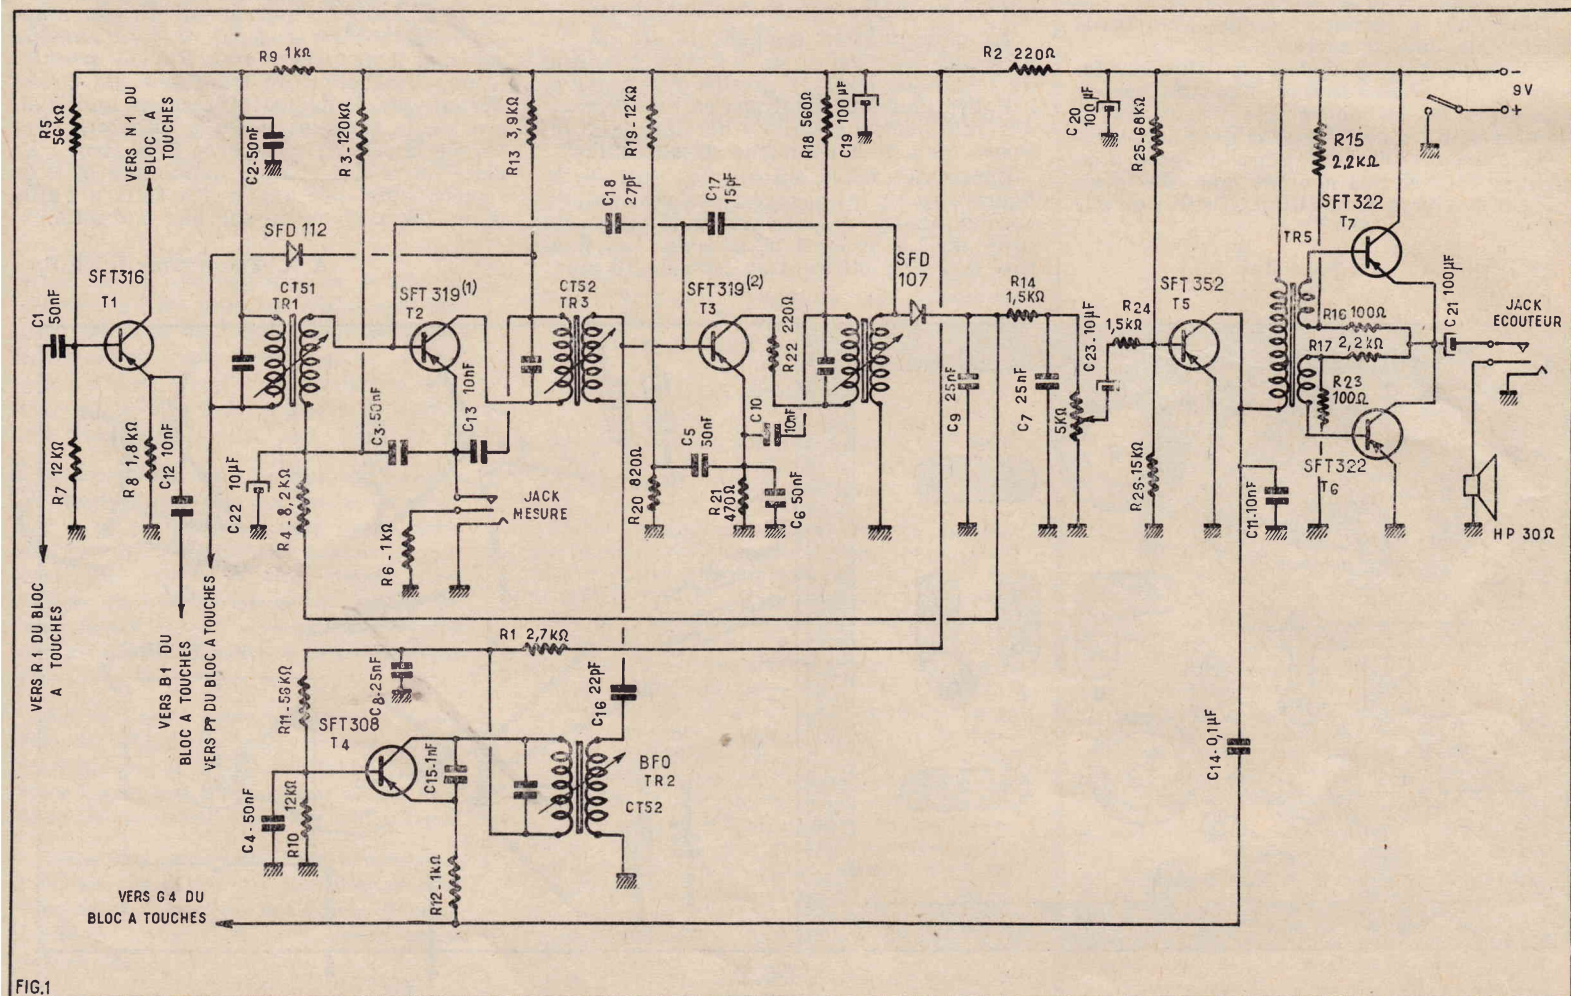 R9 1kΩ
R2 220Ω
R5
56kΩ
VERS N1 DU
BLOC A
TOUCHES
C2-50nF
R3-120kΩ
R13 3,9kΩ
R19-12kΩ
R18 560Ω
C19 100µF
C20
100µF
R25-68kΩ
-
9V
+
R15
2,2kΩ
C18
27pF
C17
15pF
SFD 112
SFT316
T1
CT51
TR1
SFT319(1)
T2
CT52
TR3
SFT319(2)
T3
SFD
107
R14
1,5kΩ
R24
1,5kΩ
SFT352
T5
TR5
SFT322
T7
C1
50nF
R22 220Ω
C23.10µF
R16 100Ω
R17 2,2kΩ
R23
100Ω
C21 100µF
JACK
ECOUTEUR
R7 12kΩ
R8 1,8kΩ
C12 10nF
C22 10µF
R4-8,2kΩ
C3-50nF
C13 10nF
JACK
MESURE
R6-1kΩ
R20 820Ω
C5
50nF
C10
10nF
R21
470Ω
C6 50nF
C9 25nF
C7 25nF
5kΩ
R26-15kΩ
C11-10nF
SFT322
T6
HP 30Ω
VERS R1 DU BLOC
A TOUCHES
VERS B1 DU
BLOC A TOUCHES
VERS P7 DU BLOC A TOUCHES
R1 2,7kΩ
R11-56kΩ
C8-25nF
C16 22pF
SFT308
T4
C15-1nF
BFO
TR2
CT52
C14-0,1µF
C4-50nF
R10
12kΩ
R12-1kΩ
VERS G4 DU
BLOC A TOUCHES
FIG.1